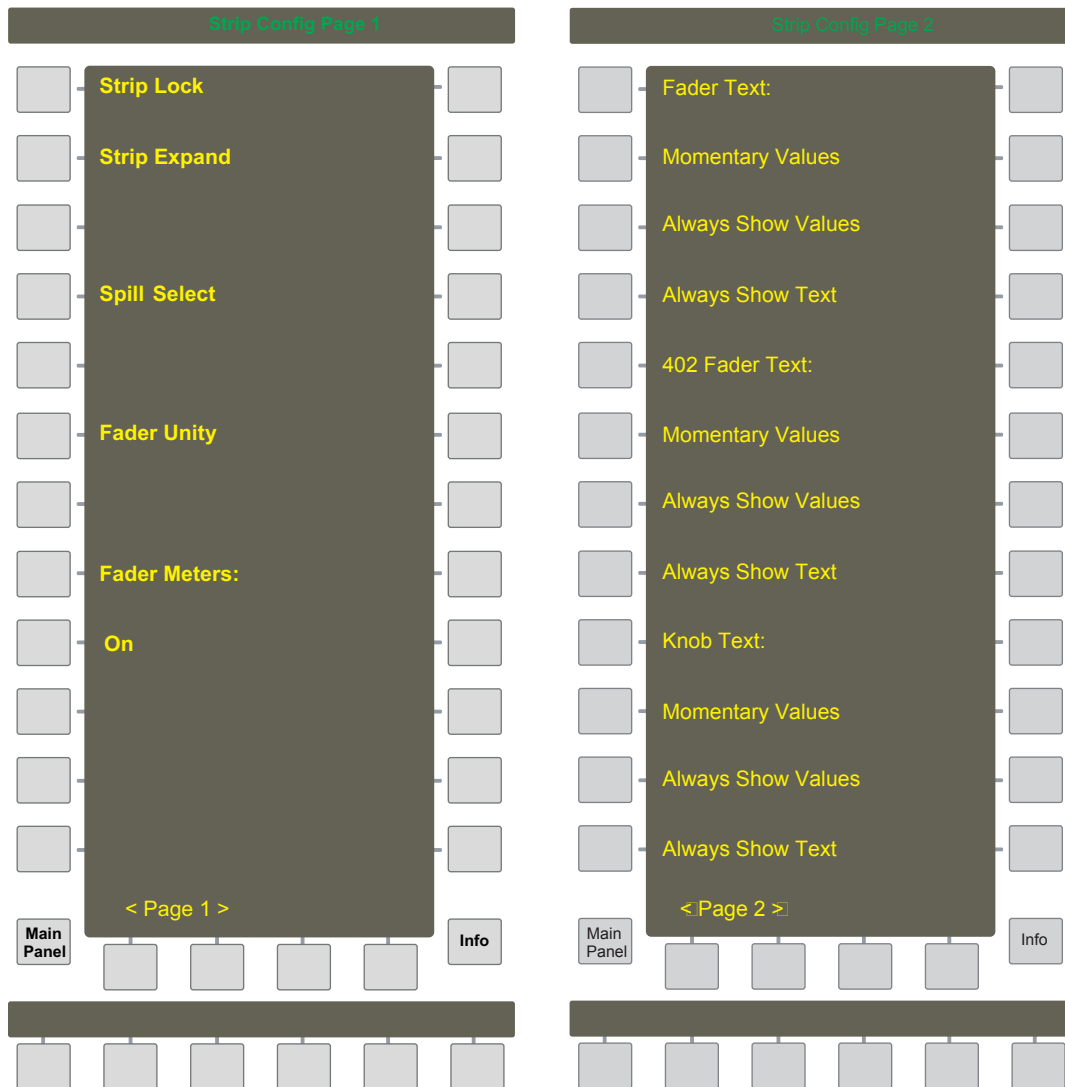 Strip Config Page 1
Strip Lock
Strip Expand
Spill Select
Fader Unity
Fader Meters:
On
< Page 1 >
Main
Panel
Info
Strip Config Page 2
Fader Text:
Momentary Values
Always Show Values
Always Show Text
402 Fader Text:
Momentary Values
Always Show Values
Always Show Text
Knob Text:
Momentary Values
Always Show Values
Always Show Text
< Page 2 >
Main
Panel
Info